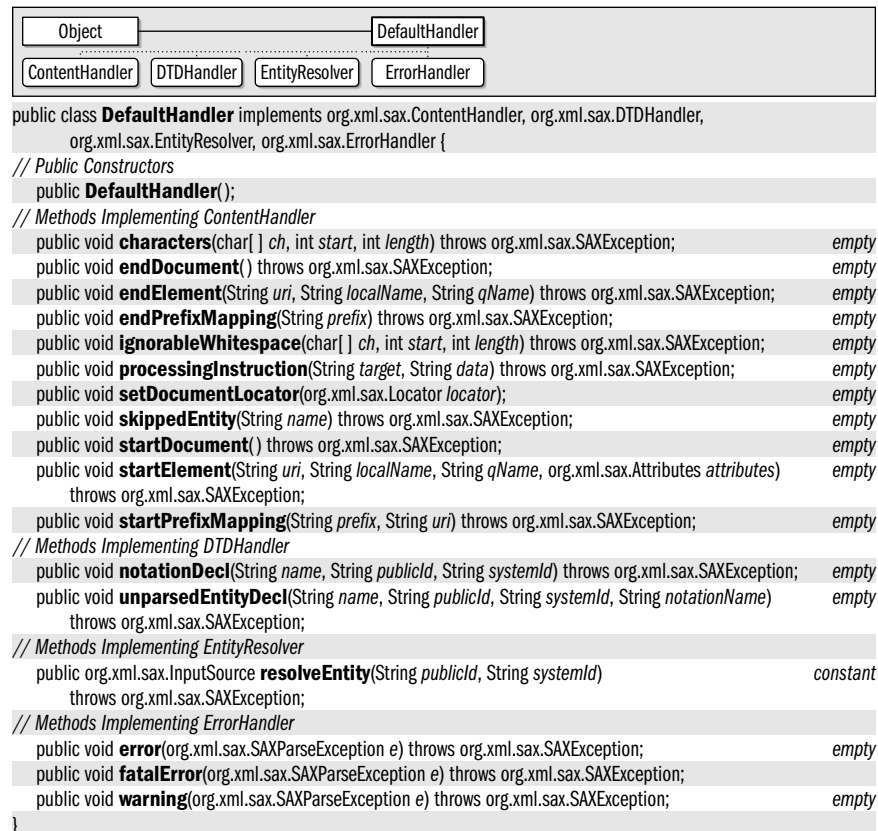 Object DefaultHandler
ContentHandler DTDHandler EntityResolver ErrorHandler
public class DefaultHandler implements org.xml.sax.ContentHandler, org.xml.sax.DTDHandler,
org.xml.sax.EntityResolver, org.xml.sax.ErrorHandler {
// Public Constructors
public DefaultHandler();
// Methods Implementing ContentHandler
public void characters(char[ ] ch, int start, int length) throws org.xml.sax.SAXException; empty
public void endDocument() throws org.xml.sax.SAXException; empty
public void endElement(String uri, String localName, String qName) throws org.xml.sax.SAXException; empty
public void endPrefixMapping(String prefix) throws org.xml.sax.SAXException; empty
public void ignorableWhitespace(char[ ] ch, int start, int length) throws org.xml.sax.SAXException; empty
public void processingInstruction(String target, String data) throws org.xml.sax.SAXException; empty
public void setDocumentLocator(org.xml.sax.Locator locator); empty
public void skippedEntity(String name) throws org.xml.sax.SAXException; empty
public void startDocument() throws org.xml.sax.SAXException; empty
public void startElement(String uri, String localName, String qName, org.xml.sax.Attributes attributes) empty
throws org.xml.sax.SAXException;
public void startPrefixMapping(String prefix, String uri) throws org.xml.sax.SAXException; empty
// Methods Implementing DTDHandler
public void notationDecl(String name, String publicId, String systemId) throws org.xml.sax.SAXException; empty
public void unparsedEntityDecl(String name, String publicId, String systemId, String notationName) empty
throws org.xml.sax.SAXException;
// Methods Implementing EntityResolver
public org.xml.sax.InputSource resolveEntity(String publicId, String systemId) constant
throws org.xml.sax.SAXException;
// Methods Implementing ErrorHandler
public void error(org.xml.sax.SAXParseException e) throws org.xml.sax.SAXException; empty
public void fatalError(org.xml.sax.SAXParseException e) throws org.xml.sax.SAXException;
public void warning(org.xml.sax.SAXParseException e) throws org.xml.sax.SAXException; empty
}